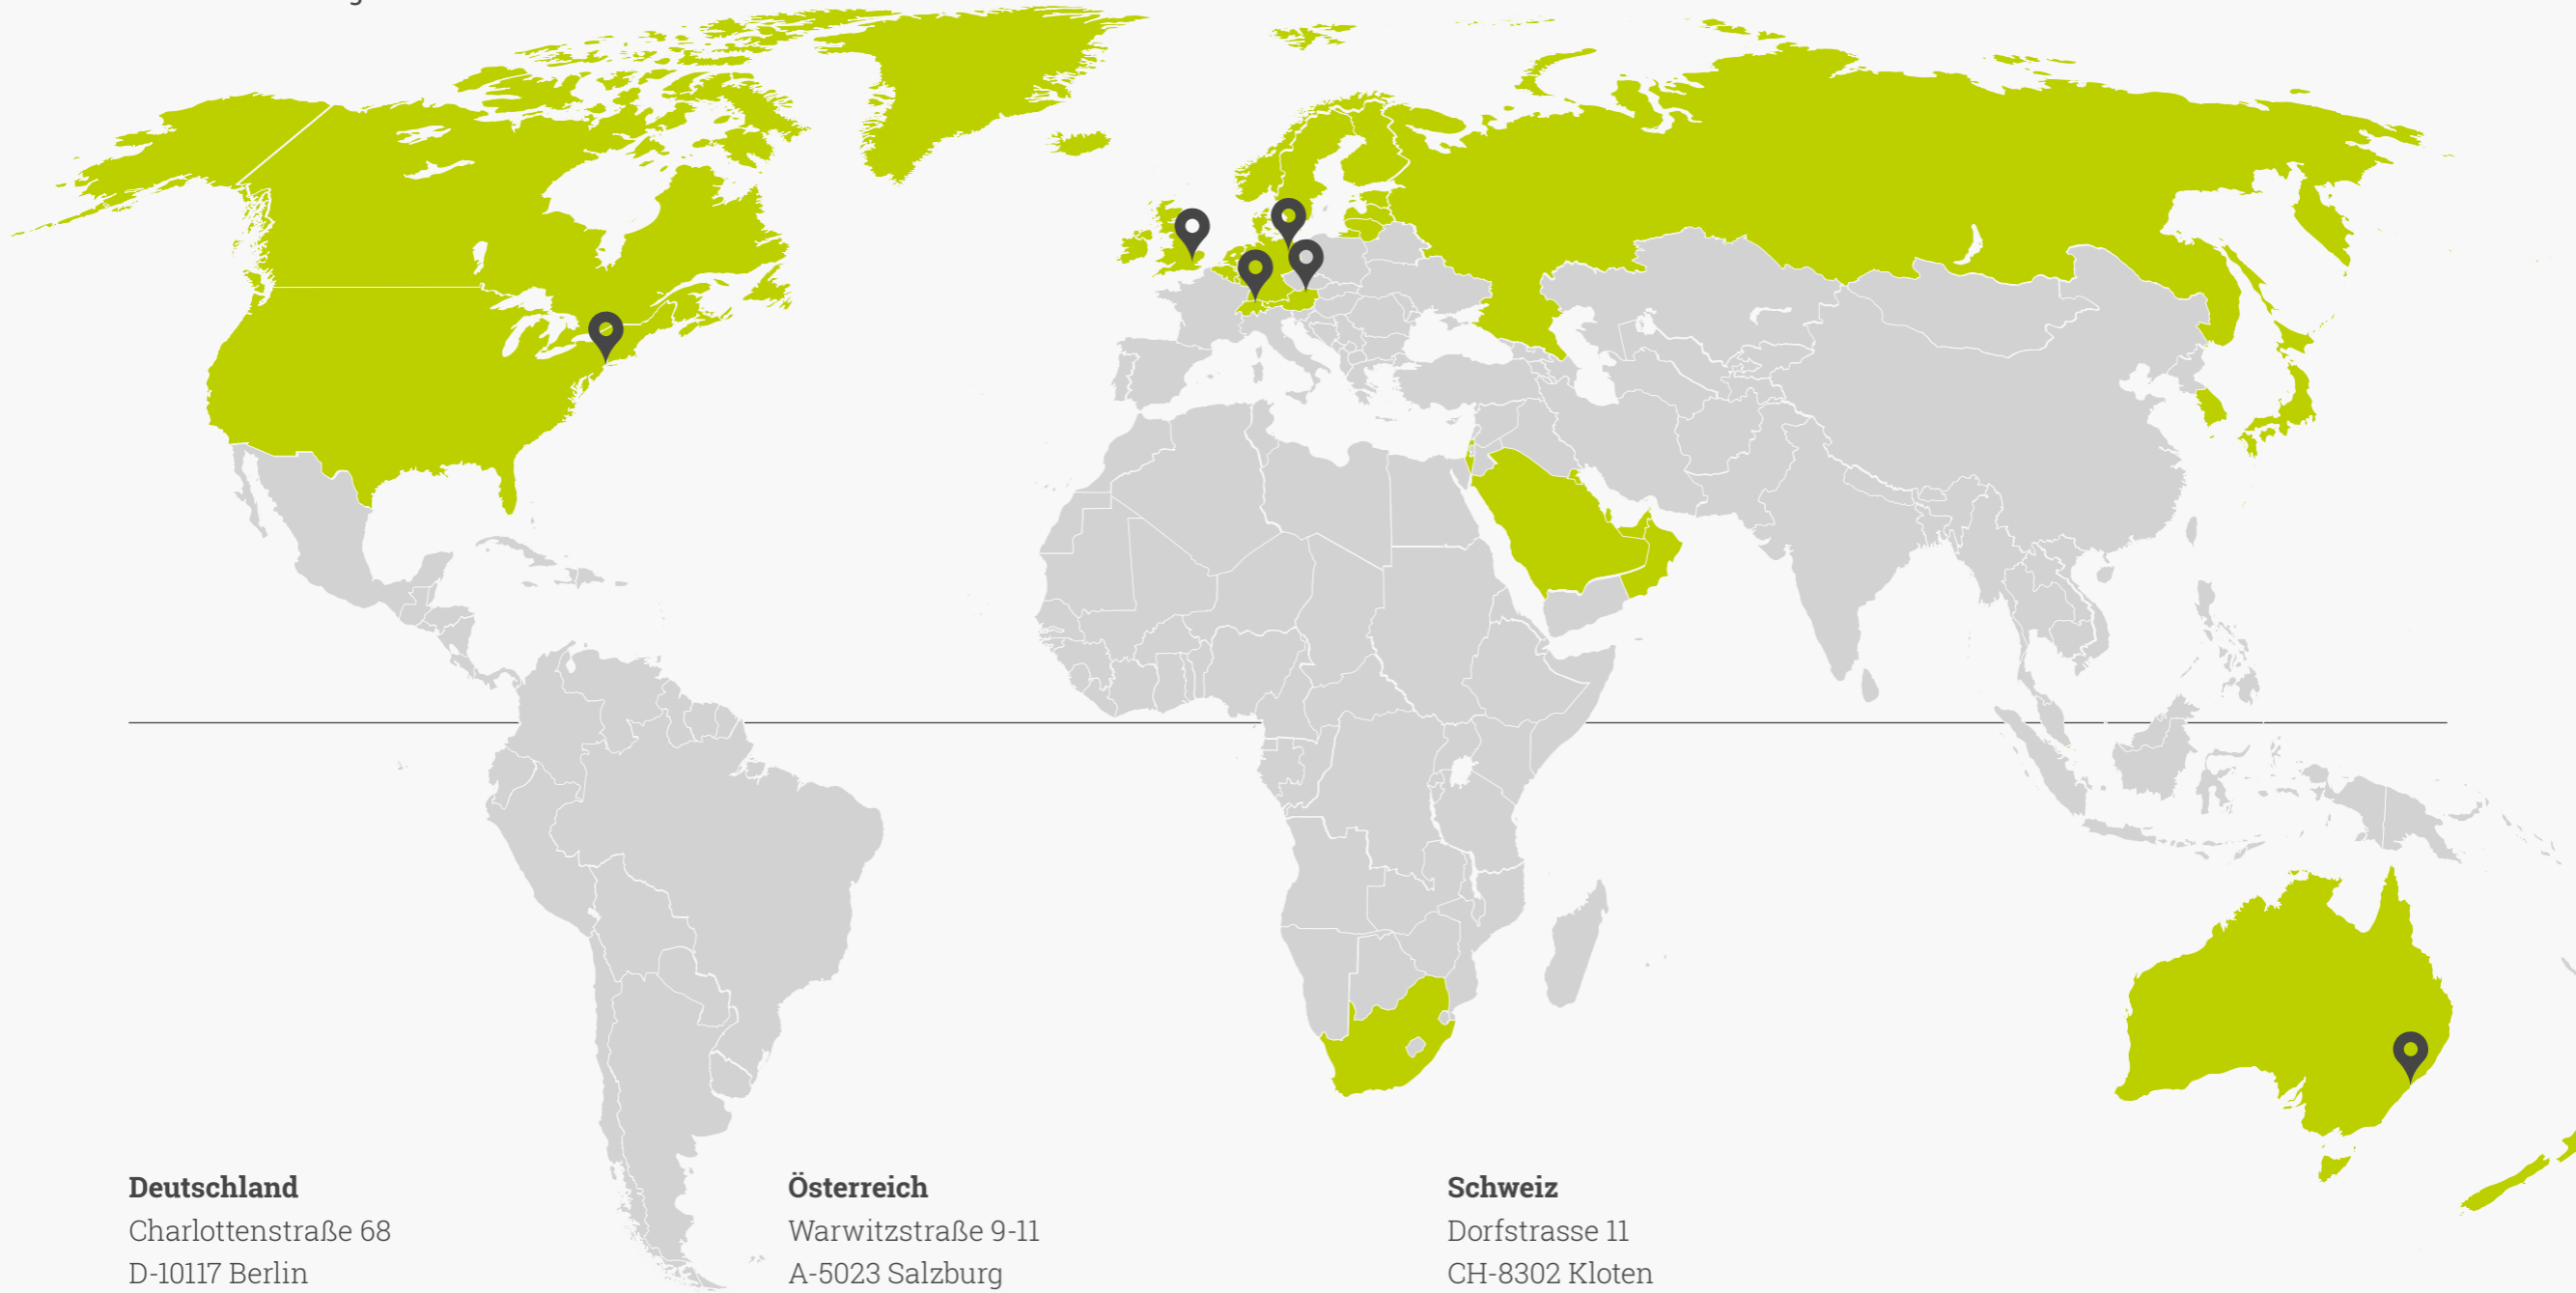 Deutschland
Charlottenstraße 68
D-10117 Berlin
Österreich
Warwitzstraße 9-11
A-5023 Salzburg
Schweiz
Dorfstrasse 11
CH-8302 Kloten